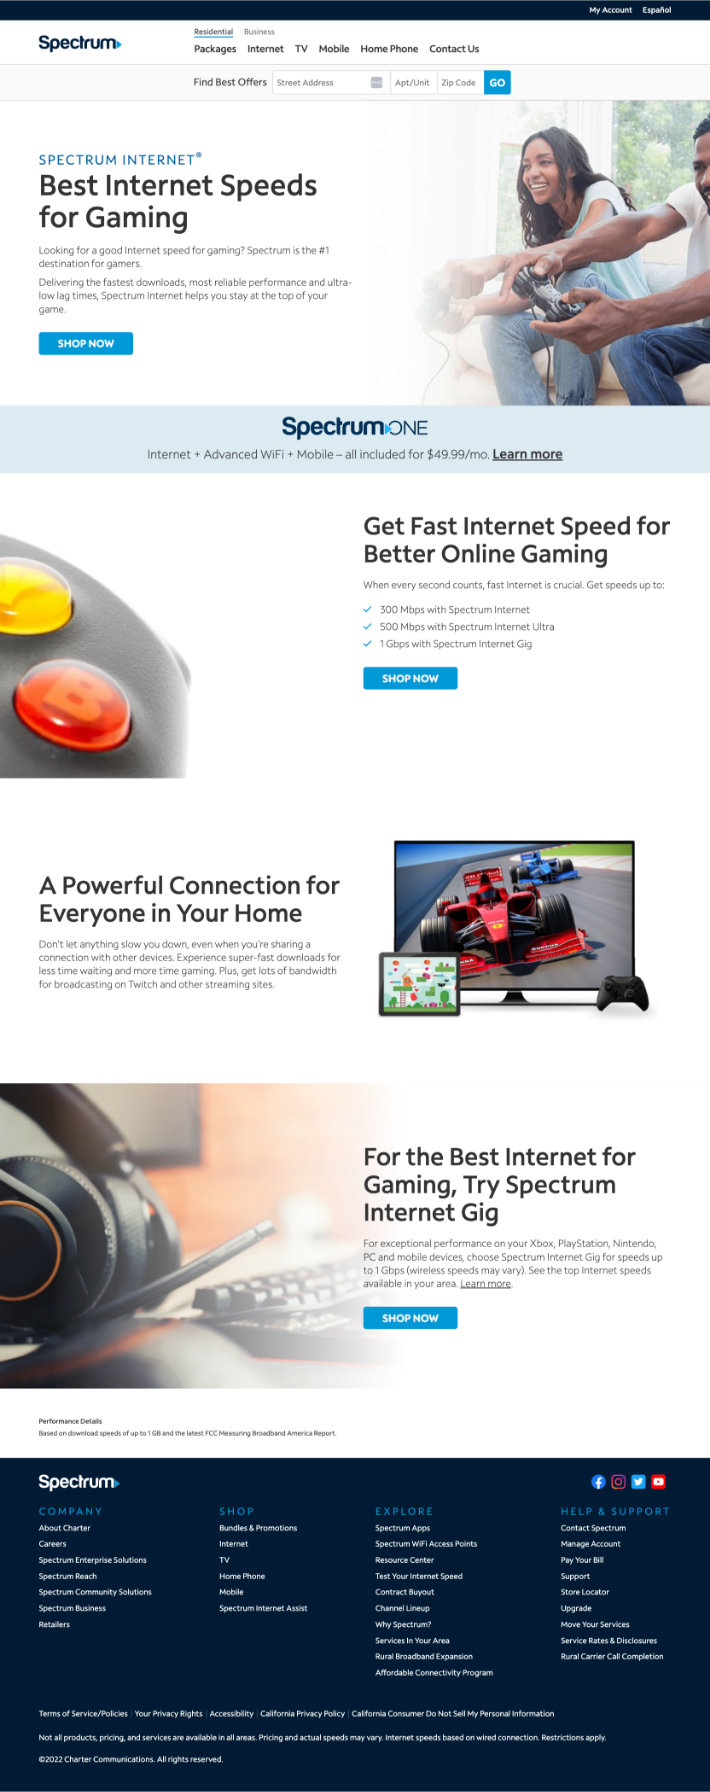 My Account Español
Spectrum
Residential Business
Packages Internet TV Mobile Home Phone Contact Us
Find Best Offers Street Address Apt/Unit Zip Code GO
SPECTRUM INTERNET®
Best Internet Speeds
for Gaming
Looking for a good Internet speed for gaming? Spectrum is the #1
destination for gamers.
Delivering the fastest downloads, most reliable performance and ultra-
low lag times, Spectrum Internet helps you stay at the top of your
game.
SHOP NOW
Spectrum ONE
Internet + Advanced WiFi + Mobile – all included for $49.99/mo. Learn more
Get Fast Internet Speed for
Better Online Gaming
When every second counts, fast Internet is crucial. Get speeds up to:
300 Mbps with Spectrum Internet
500 Mbps with Spectrum Internet Ultra
1 Gbps with Spectrum Internet Gig
SHOP NOW
B
A Powerful Connection for
Everyone in Your Home
Don't let anything slow you down, even when you're sharing a
connection with other devices. Experience super-fast downloads for
less time waiting and more time gaming. Plus, get lots of bandwidth
for broadcasting on Twitch and other streaming sites.
For the Best Internet for
Gaming, Try Spectrum
Internet Gig
For exceptional performance on your Xbox, PlayStation, Nintendo,
PC and mobile devices, choose Spectrum Internet Gig for speeds up
to 1 Gbps (wireless speeds may vary). See the top Internet speeds
available in your area. Learn more.
SHOP NOW
Performance Details
Based on download speeds of up to 1 GB and the latest FCC Measuring Broadband America Report.
Spectrum
COMPANY SHOP EXPLORE HELP & SUPPORT
About Charter Bundles & Promotions Spectrum Apps Contact Spectrum
Careers Internet Spectrum WiFi Access Points Manage Account
Spectrum Enterprise Solutions TV Resource Center Pay Your Bill
Spectrum Reach Home Phone Test Your Internet Speed Support
Spectrum Community Solutions Mobile Contract Buyout Store Locator
Spectrum Business Spectrum Internet Assist Channel Lineup Upgrade
Retailers Why Spectrum? Move Your Services
Services In Your Area Service Rates & Disclosures
Rural Broadband Expansion Rural Carrier Call Completion
Affordable Connectivity Program
Terms of Service/Policies | Your Privacy Rights | Accessibility | California Privacy Policy | California Consumer Do Not Sell My Personal Information
Not all products, pricing, and services are available in all areas. Pricing and actual speeds may vary. Internet speeds based on wired connection. Restrictions apply.
©2022 Charter Communications. All rights reserved.